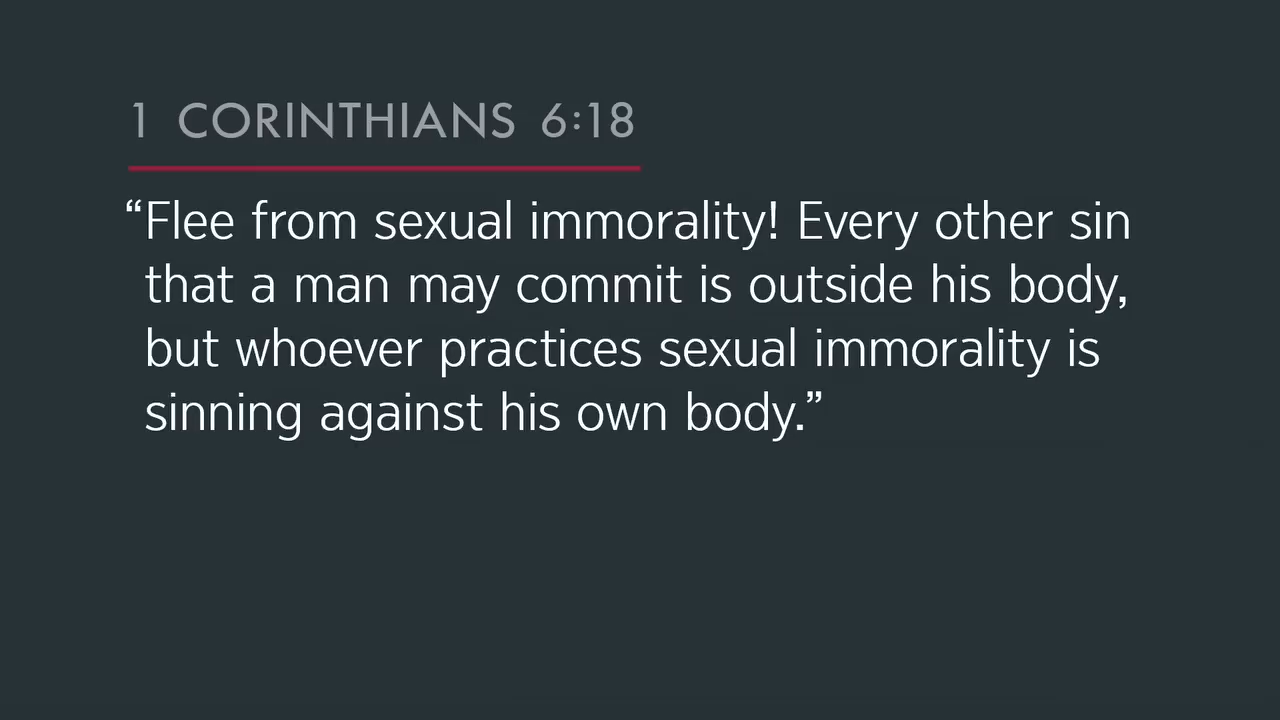 1 CORINTHIANS 6:18
“Flee from sexual immorality! Every other sin
that a man may commit is outside his body,
but whoever practices sexual immorality is
sinning against his own body.”